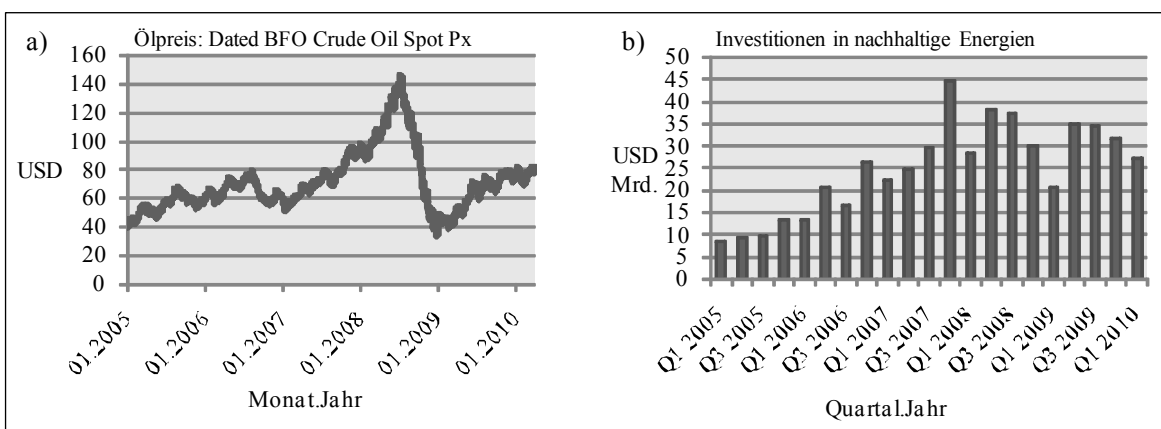 a) Ölpreis: Dated BFO Crude Oil Spot Px
160
140
120
100
USD 80
60
40
20
0
01.2005
01.2006
01.2007
01.2008
01.2009
01.2010
Monat.Jahr
b) Investitionen in nachhaltige Energien
50
45
40
35
30
USD 25
Mrd. 20
15
10
5
0
Q1 2005
Q3 2005
Q1 2006
Q3 2006
Q1 2007
Q3 2007
Q1 2008
Q3 2008
Q1 2009
Q3 2009
Q1 2010
Quartal.Jahr